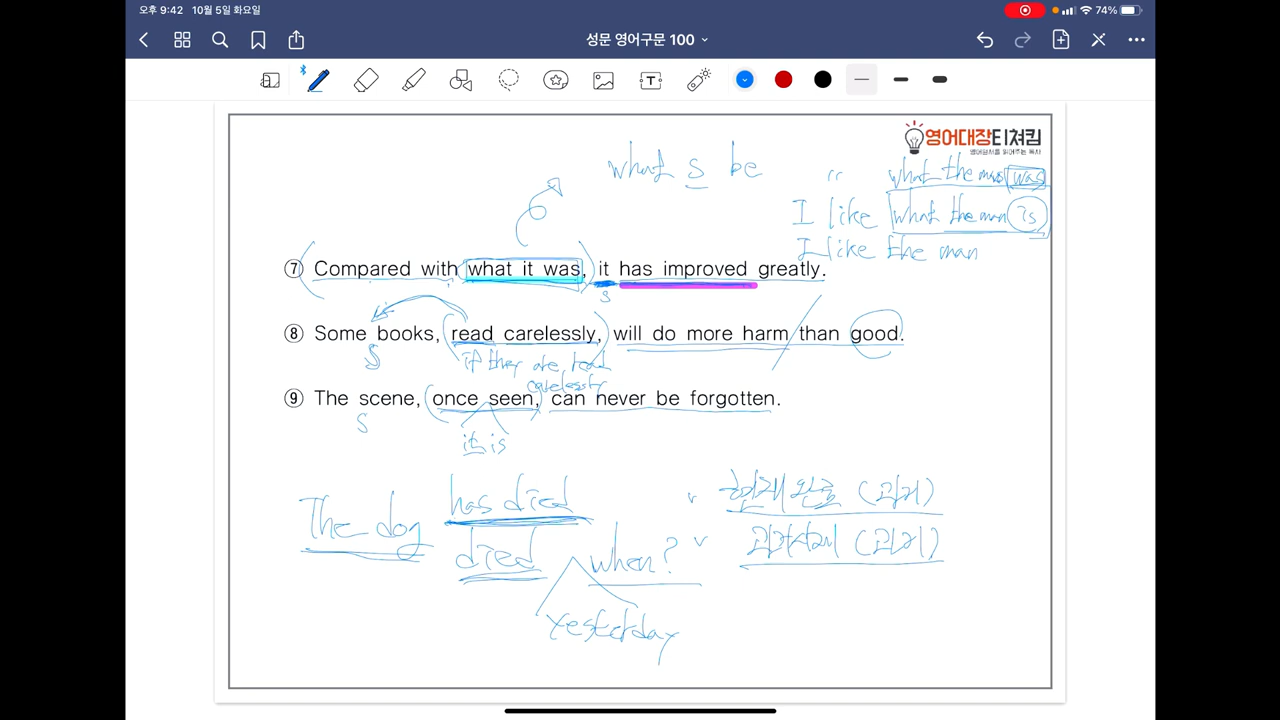 오후 9:42 10월 5일 화요일
74%
성문 영어구문 100
영어대장티쳐킴
what s be
what the man was
I like what the man is
I like the man
⑦ Compared with what it was, it has improved greatly.
s
⑧ Some books, read carelessly, will do more harm than good.
S if they are read
carelessly
⑨ The scene, once seen, can never be forgotten.
S
it is
The dog has died 현재완료 (과거)
died when? 과거시제 (과거)
yesterday